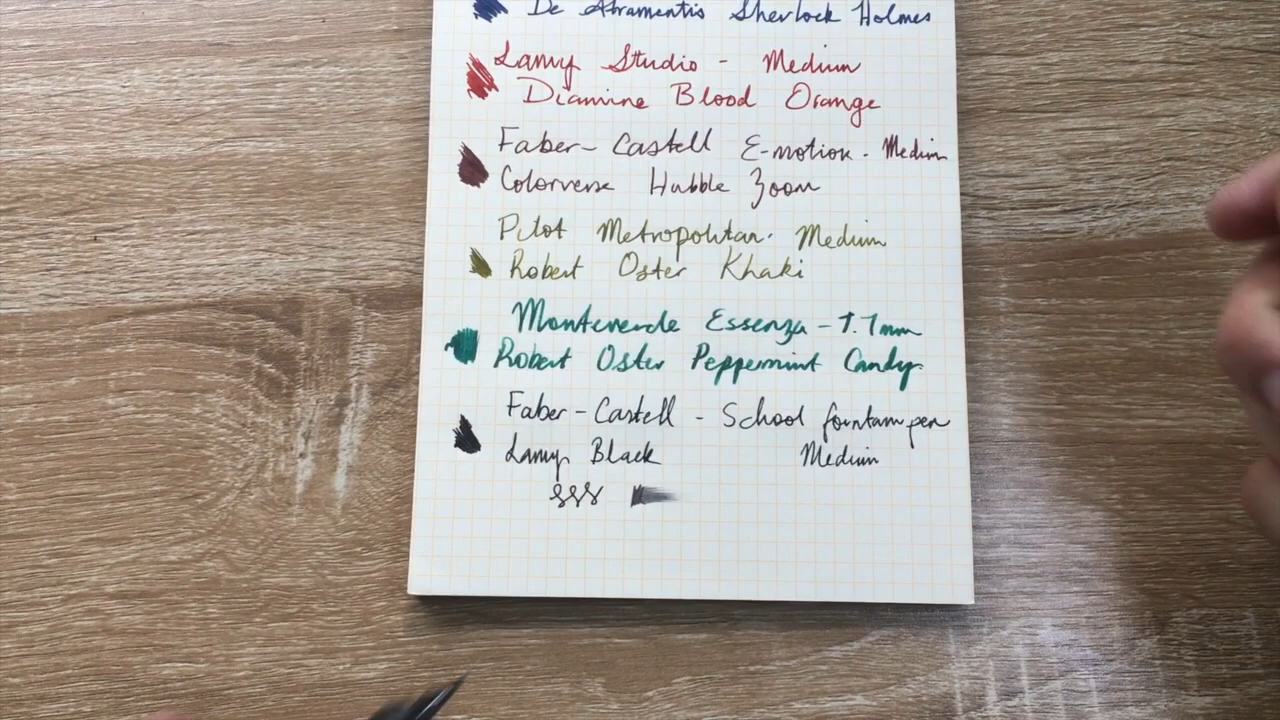 De Atramentis Sherlock Holmes
Lamy Studio - Medium
Diamine Blood Orange
Faber-Castell E-motion - Medium
Colorverse Hubble Zoom
Pilot Metropolitan - Medium
Robert Oster Khaki
Monteverde Essenza - 1.1mm
Robert Oster Peppermint Candy
Faber-Castell - School fountain pen
Lamy Black Medium